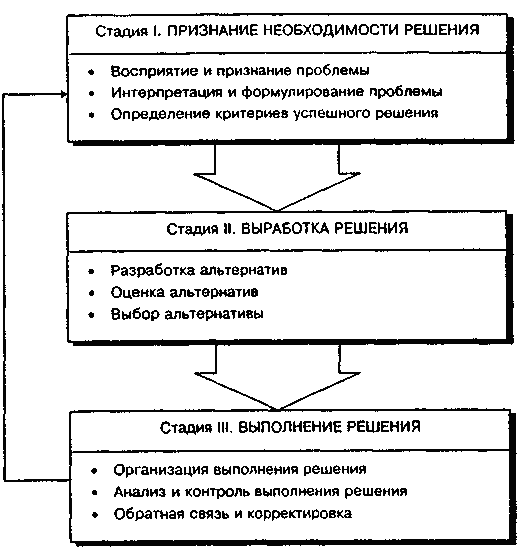 Стадия I. ПРИЗНАНИЕ НЕОБХОДИМОСТИ РЕШЕНИЯ
• Восприятие и признание проблемы
• Интерпретация и формулирование проблемы
• Определение критериев успешного решения
Стадия II. ВЫРАБОТКА РЕШЕНИЯ
• Разработка альтернатив
• Оценка альтернатив
• Выбор альтернативы
Стадия III. ВЫПОЛНЕНИЕ РЕШЕНИЯ
• Организация выполнения решения
• Анализ и контроль выполнения решения
• Обратная связь и корректировка